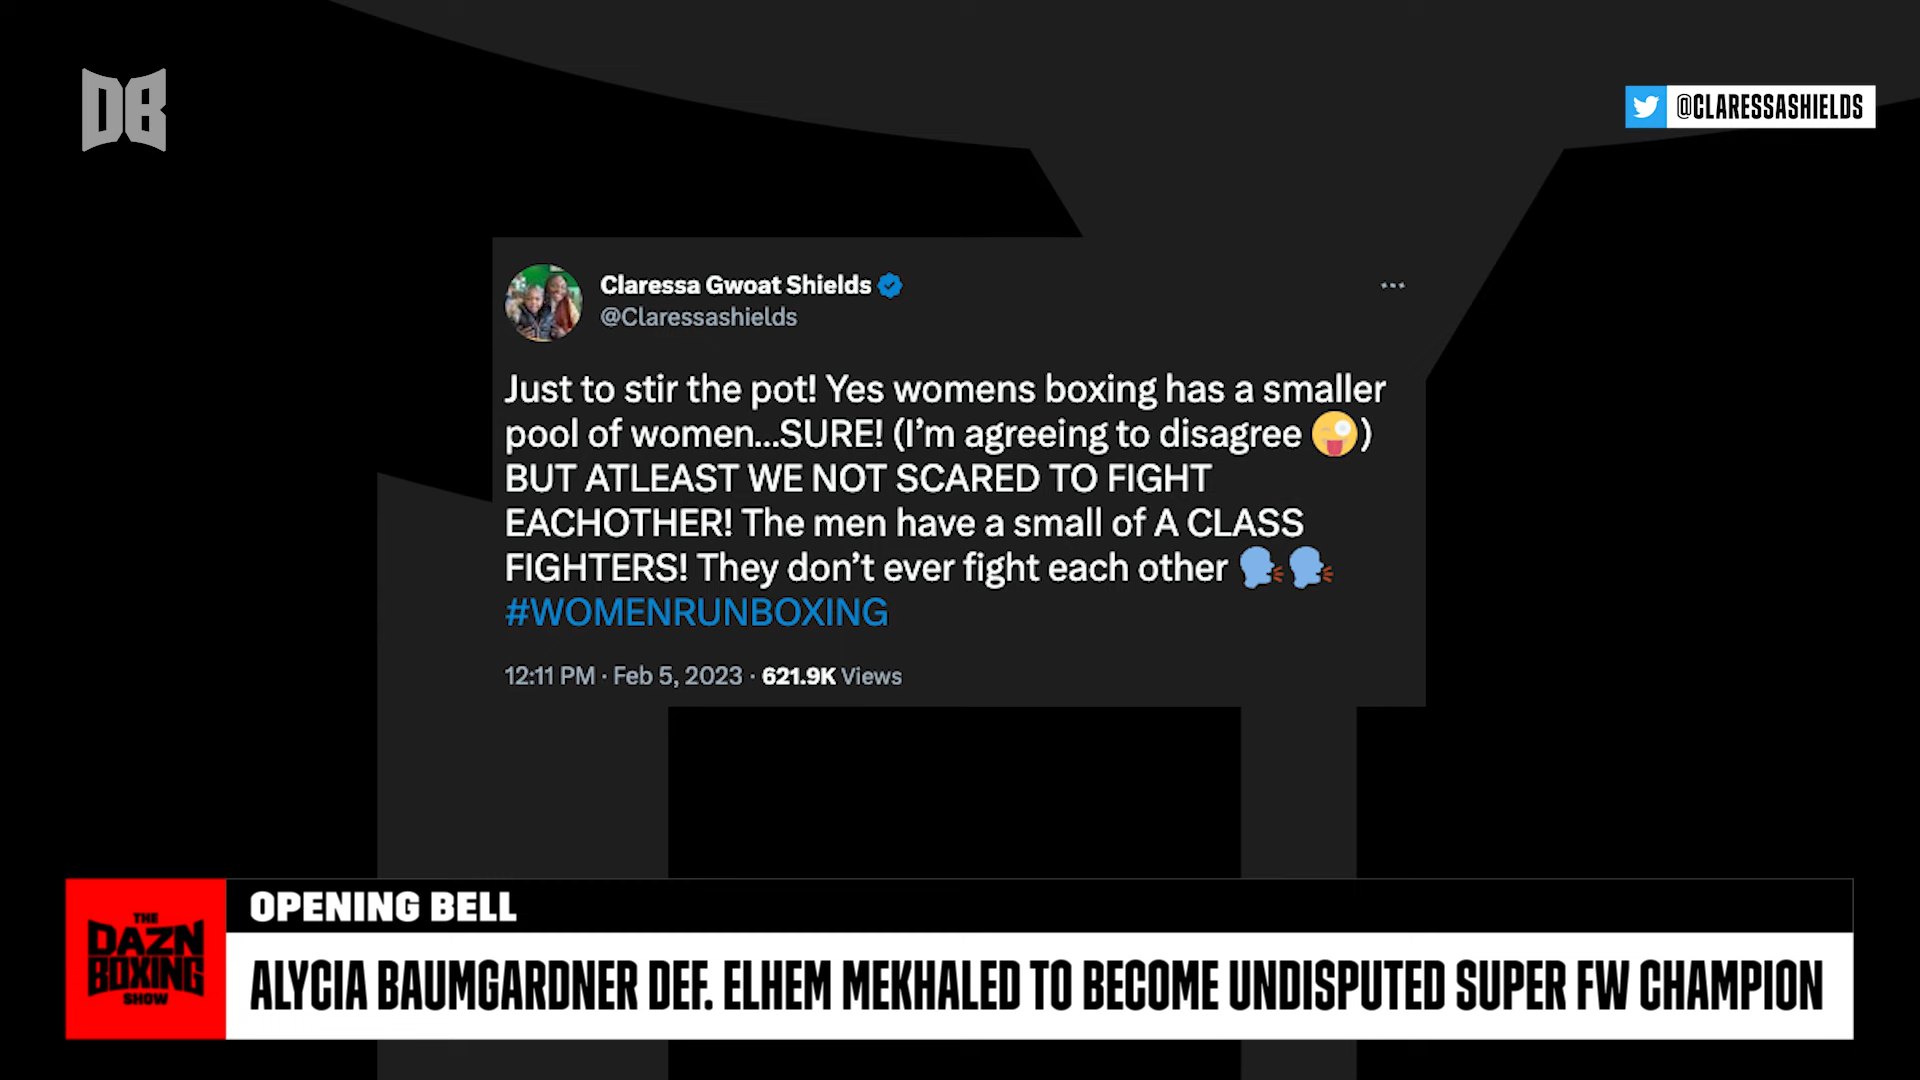 DB
@CLARESSASHIELDS
Claressa Gwoat Shields
@Claressashields
Just to stir the pot! Yes womens boxing has a smaller
pool of women...SURE! (I'm agreeing to disagree 😜)
BUT ATLEAST WE NOT SCARED TO FIGHT
EACHOTHER! The men have a small of A CLASS
FIGHTERS! They don't ever fight each other 🗣️🗣️
#WOMENRUNBOXING
12:11 PM · Feb 5, 2023 · 621.9K Views
THE
DAZN
BOXING
SHOW
OPENING BELL
ALYCIA BAUMGARDNER DEF. ELHEM MEKHALED TO BECOME UNDISPUTED SUPER FW CHAMPION